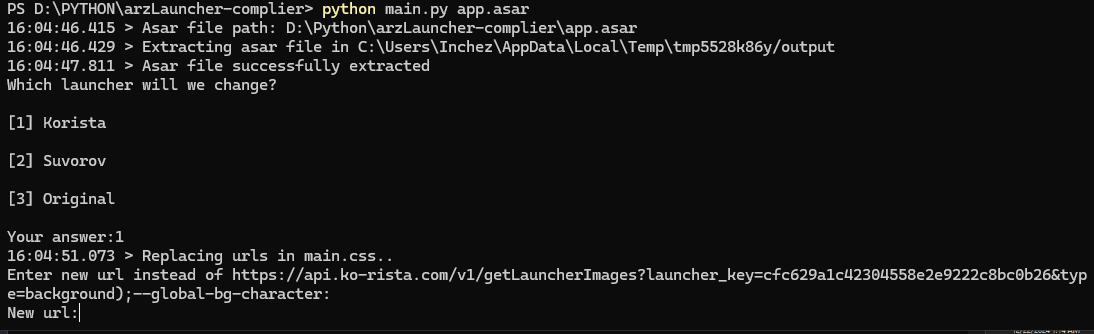 PS D:\PYTHON\arzLauncher-complier> python main.py app.asar
16:04:46.415 > Asar file path: D:\Python\arzLauncher-complier\app.asar
16:04:46.429 > Extracting asar file in C:\Users\Inchez\AppData\Local\Temp\tmp5528k86y/output
16:04:47.811 > Asar file successfully extracted
Which launcher will we change?
[1] Korista
[2] Suvorov
[3] Original
Your answer:1
16:04:51.073 > Replacing urls in main.css..
Enter new url instead of https://api.ko-rista.com/v1/getLauncherImages?launcher_key=cfc629a1c42304558e2e9222c8bc0b26&typ
e=background);--global-bg-character:
New url: